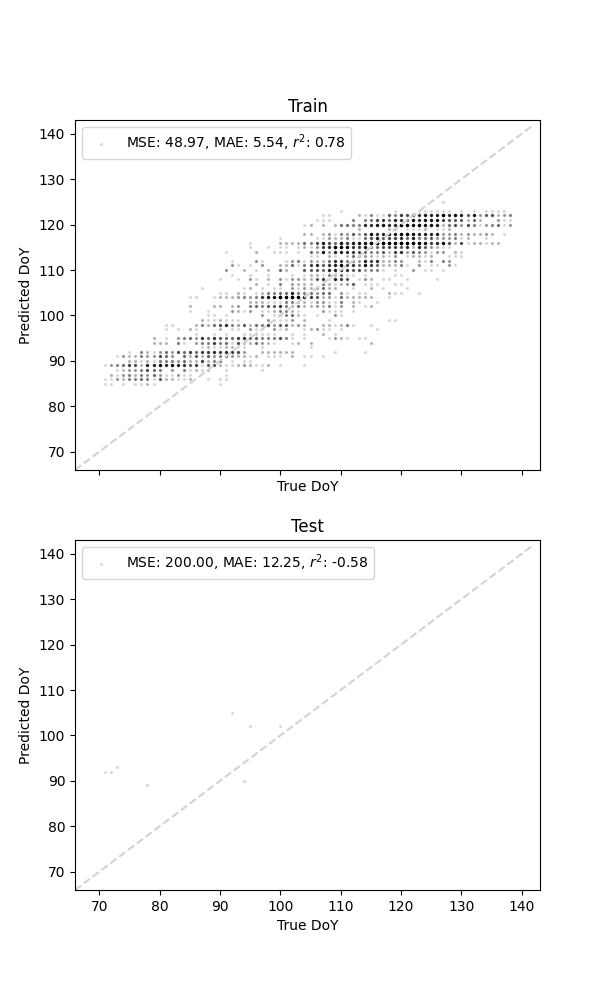 Train
MSE: 48.97, MAE: 5.54, r²: 0.78
140
130
120
110
100
90
80
70
Predicted DoY
True DoY
Test
MSE: 200.00, MAE: 12.25, r²: -0.58
140
130
120
110
100
90
80
70
Predicted DoY
70 80 90 100 110 120 130 140
True DoY